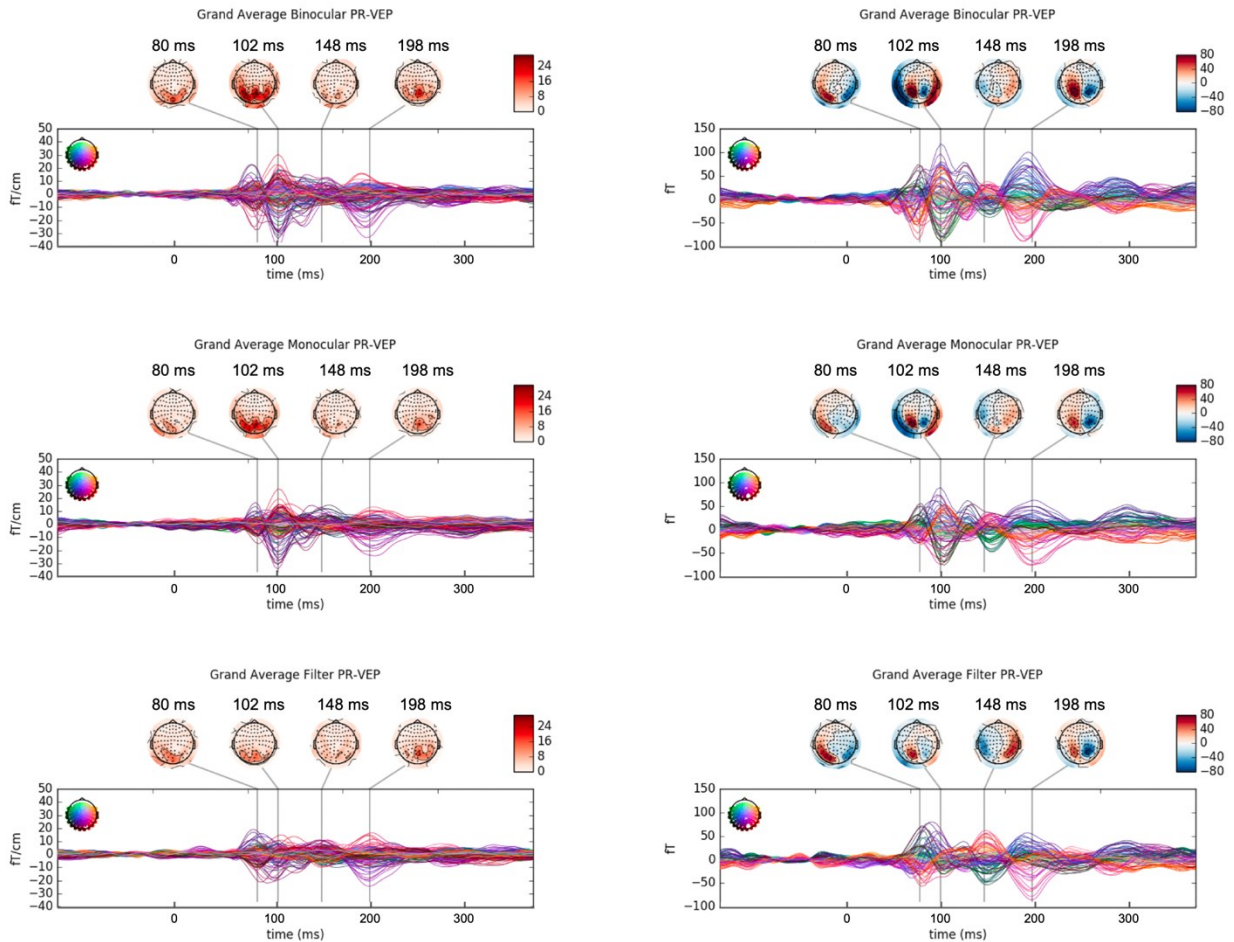 Grand Average Binocular PR-VEP
80 ms 102 ms 148 ms 198 ms
24
16
8
0
50
40
30
20
10
0
−10
−20
−30
−40
fT/cm
0 100 200 300
time (ms)
Grand Average Binocular PR-VEP
80 ms 102 ms 148 ms 198 ms
80
40
0
−40
−80
150
100
50
0
−50
−100
fT
0 100 200 300
time (ms)
Grand Average Monocular PR-VEP
80 ms 102 ms 148 ms 198 ms
24
16
8
0
50
40
30
20
10
0
−10
−20
−30
−40
fT/cm
0 100 200 300
time (ms)
Grand Average Monocular PR-VEP
80 ms 102 ms 148 ms 198 ms
80
40
0
−40
−80
150
100
50
0
−50
−100
fT
0 100 200 300
time (ms)
Grand Average Filter PR-VEP
80 ms 102 ms 148 ms 198 ms
24
16
8
0
50
40
30
20
10
0
−10
−20
−30
−40
fT/cm
0 100 200 300
time (ms)
Grand Average Filter PR-VEP
80 ms 102 ms 148 ms 198 ms
80
40
0
−40
−80
150
100
50
0
−50
−100
fT
0 100 200 300
time (ms)